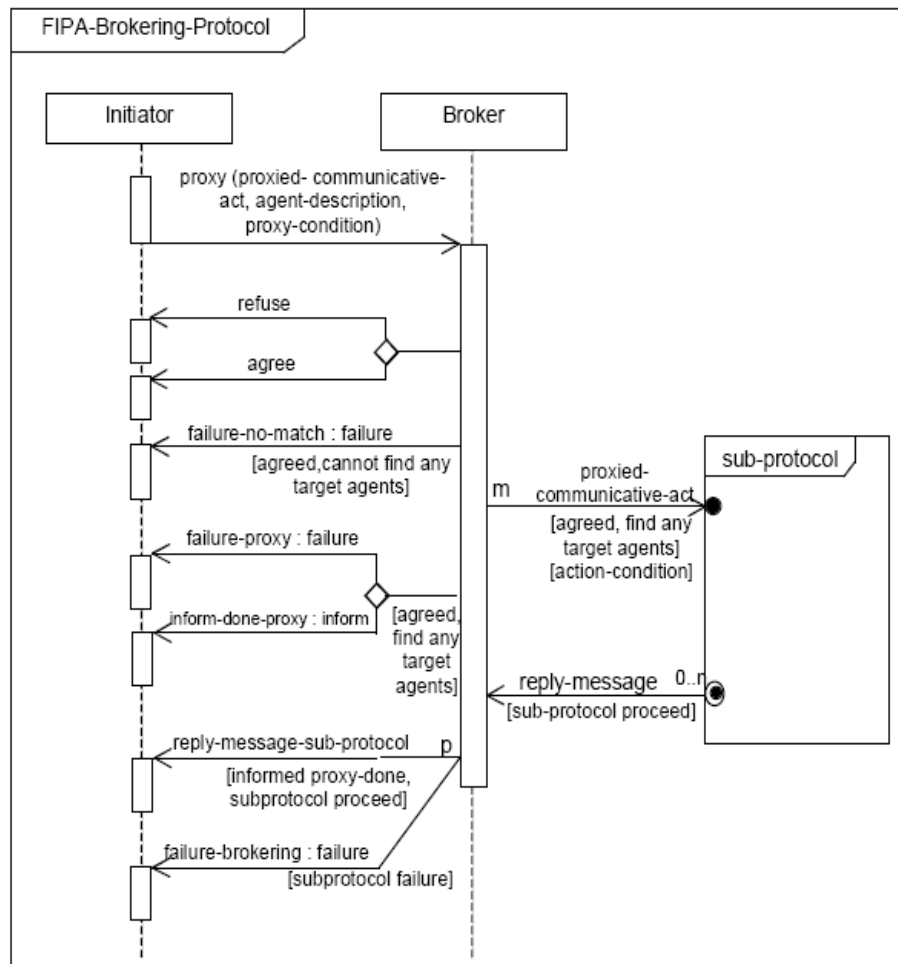 FIPA-Brokering-Protocol
Initiator
Broker
proxy (proxied- communicative-
act, agent-description,
proxy-condition)
refuse
agree
failure-no-match : failure
[agreed,cannot find any
target agents]
sub-protocol
proxied-
m
communicative-act
[agreed, find any
target agents]
[action-condition]
failure-proxy : failure
inform-done-proxy : inform
[agreed,
find any
target
agents]
reply-message
0..n
[sub-protocol proceed]
reply-message-sub-protocol
p
[informed proxy-done,
subprotocol proceed]
failure-brokering : failure
[subprotocol failure]